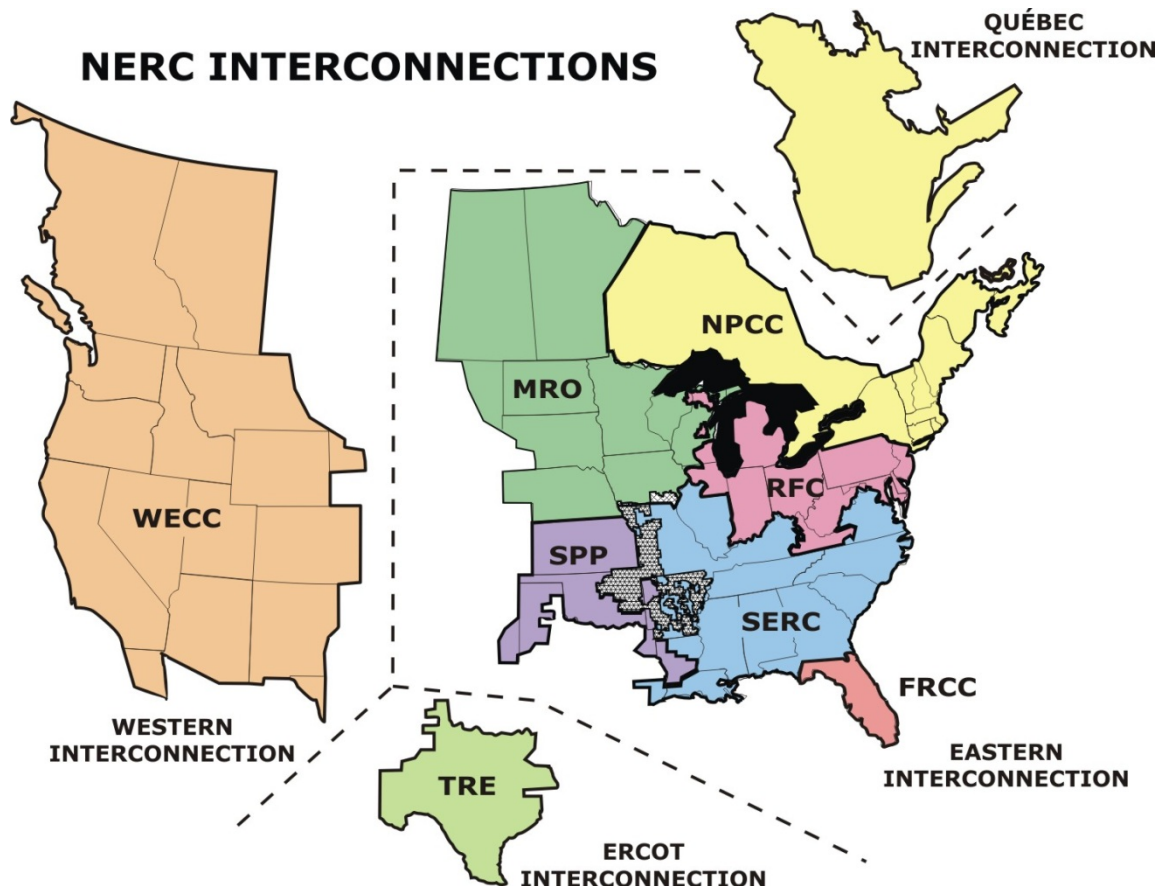 QUÉBEC
INTERCONNECTION
NERC INTERCONNECTIONS
NPCC
MRO
RFC
WECC
SPP
SERC
FRCC
WESTERN
INTERCONNECTION
EASTERN
INTERCONNECTION
TRE
ERCOT
INTERCONNECTION